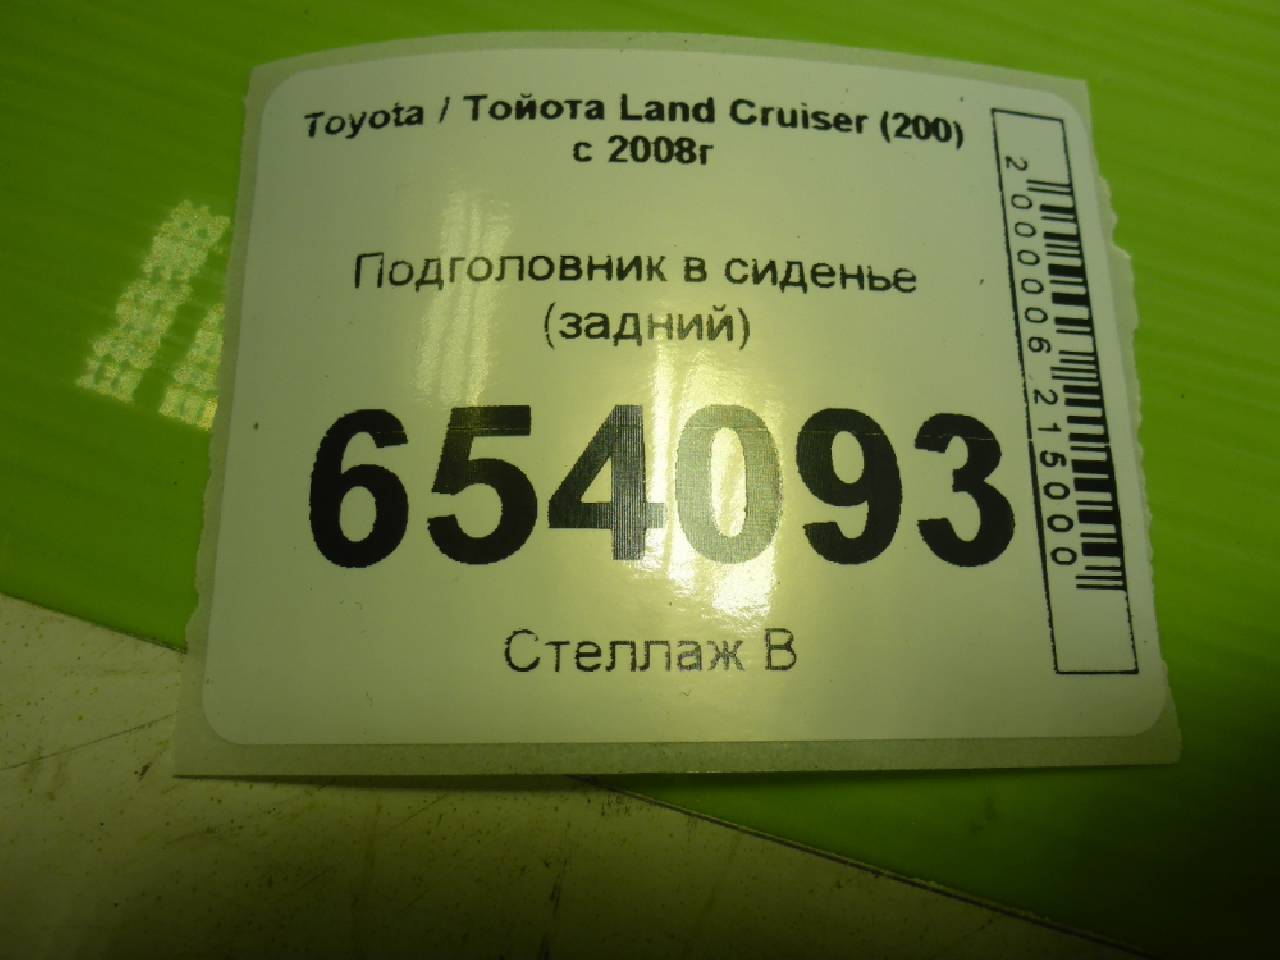 Toyota / Тойота Land Cruiser (200)
с 2008г
Подголовник в сиденье
(задний)
654093
Стеллаж В
2000006215000